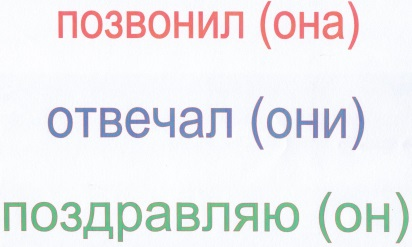 позвонил (она)
отвечал (они)
поздравляю (он)